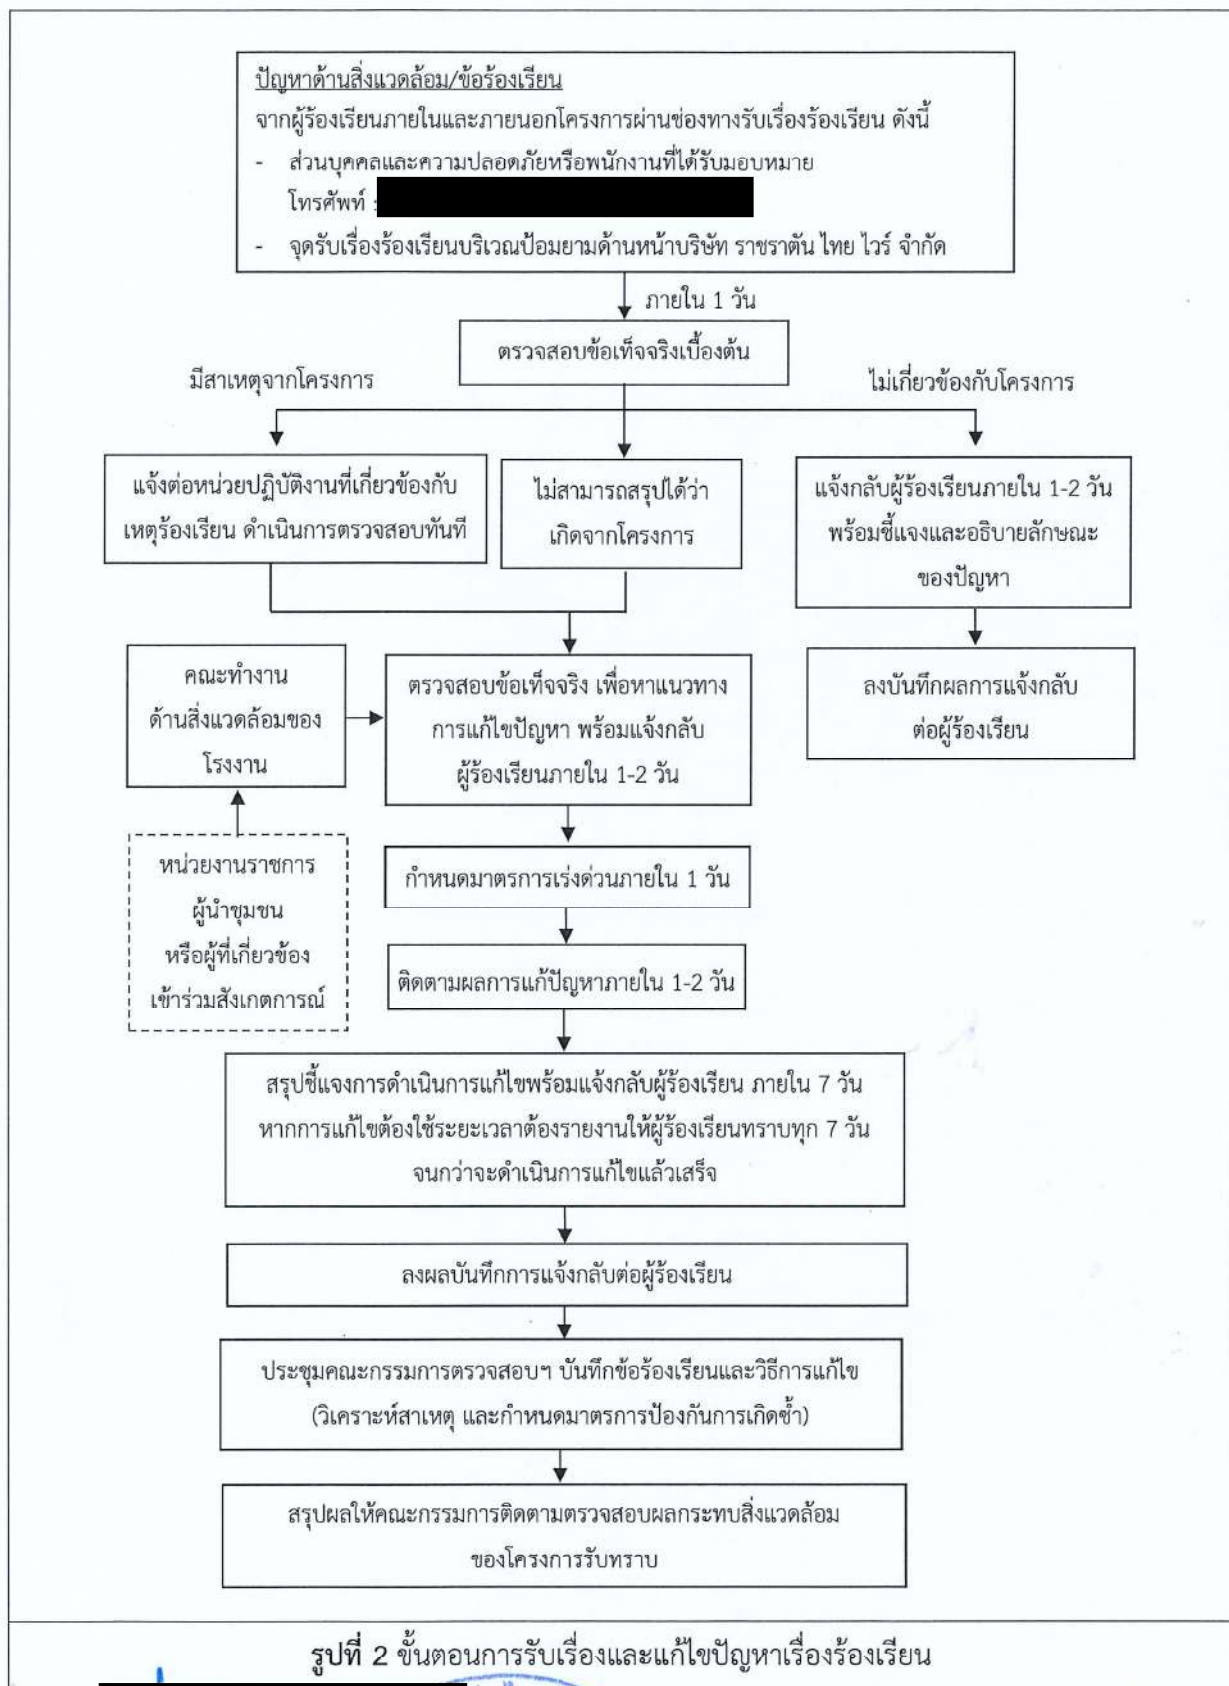 ปัญหาด้านสิ่งแวดล้อม/ข้อร้องเรียน
จากผู้ร้องเรียนภายในและภายนอกโครงการผ่านช่องทางรับเรื่องร้องเรียน ดังนี้
- ส่วนบุคคลและความปลอดภัยหรือพนักงานที่ได้รับมอบหมาย
โทรศัพท์ :
- จุดรับเรื่องร้องเรียนบริเวณป้อมยามด้านหน้าบริษัท ราชราตัน ไทย ไวร์ จำกัด
ภายใน 1 วัน
ตรวจสอบข้อเท็จจริงเบื้องต้น
มีสาเหตุจากโครงการ
ไม่เกี่ยวข้องกับโครงการ
แจ้งต่อหน่วยปฏิบัติงานที่เกี่ยวข้องกับ
เหตุร้องเรียน ดำเนินการตรวจสอบทันที
ไม่สามารถสรุปได้ว่า
เกิดจากโครงการ
แจ้งกลับผู้ร้องเรียนภายใน 1-2 วัน
พร้อมชี้แจงและอธิบายลักษณะ
ของปัญหา
คณะทำงาน
ด้านสิ่งแวดล้อมของ
โรงงาน
ตรวจสอบข้อเท็จจริง เพื่อหาแนวทาง
การแก้ไขปัญหา พร้อมแจ้งกลับ
ผู้ร้องเรียนภายใน 1-2 วัน
ลงบันทึกผลการแจ้งกลับ
ต่อผู้ร้องเรียน
หน่วยงานราชการ
ผู้นำชุมชน
หรือผู้ที่เกี่ยวข้อง
เข้าร่วมสังเกตการณ์
กำหนดมาตรการเร่งด่วนภายใน 1 วัน
ติดตามผลการแก้ปัญหาภายใน 1-2 วัน
สรุปชี้แจงการดำเนินการแก้ไขพร้อมแจ้งกลับผู้ร้องเรียน ภายใน 7 วัน
หากการแก้ไขต้องใช้ระยะเวลาต้องรายงานให้ผู้ร้องเรียนทราบทุก 7 วัน
จนกว่าจะดำเนินการแก้ไขแล้วเสร็จ
ลงผลบันทึกการแจ้งกลับต่อผู้ร้องเรียน
ประชุมคณะกรรมการตรวจสอบฯ บันทึกข้อร้องเรียนและวิธีการแก้ไข
(วิเคราะห์สาเหตุ และกำหนดมาตรการป้องกันการเกิดซ้ำ)
สรุปผลให้คณะกรรมการติดตามตรวจสอบผลกระทบสิ่งแวดล้อม
ของโครงการรับทราบ
รูปที่ 2 ขั้นตอนการรับเรื่องและแก้ไขปัญหาเรื่องร้องเรียน